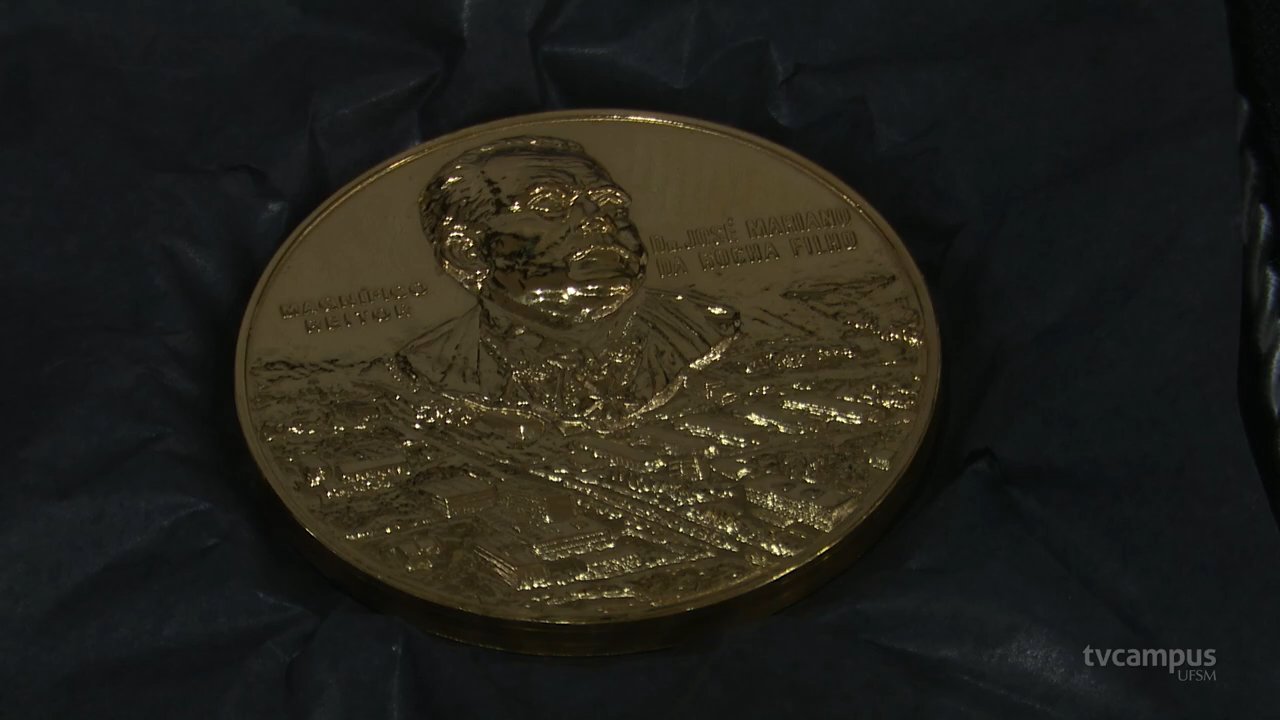 MAGNÍFICO
REITOR
Dr. JOSÉ MARIANO
DA ROCHA FILHO
tvcampus
UFSM